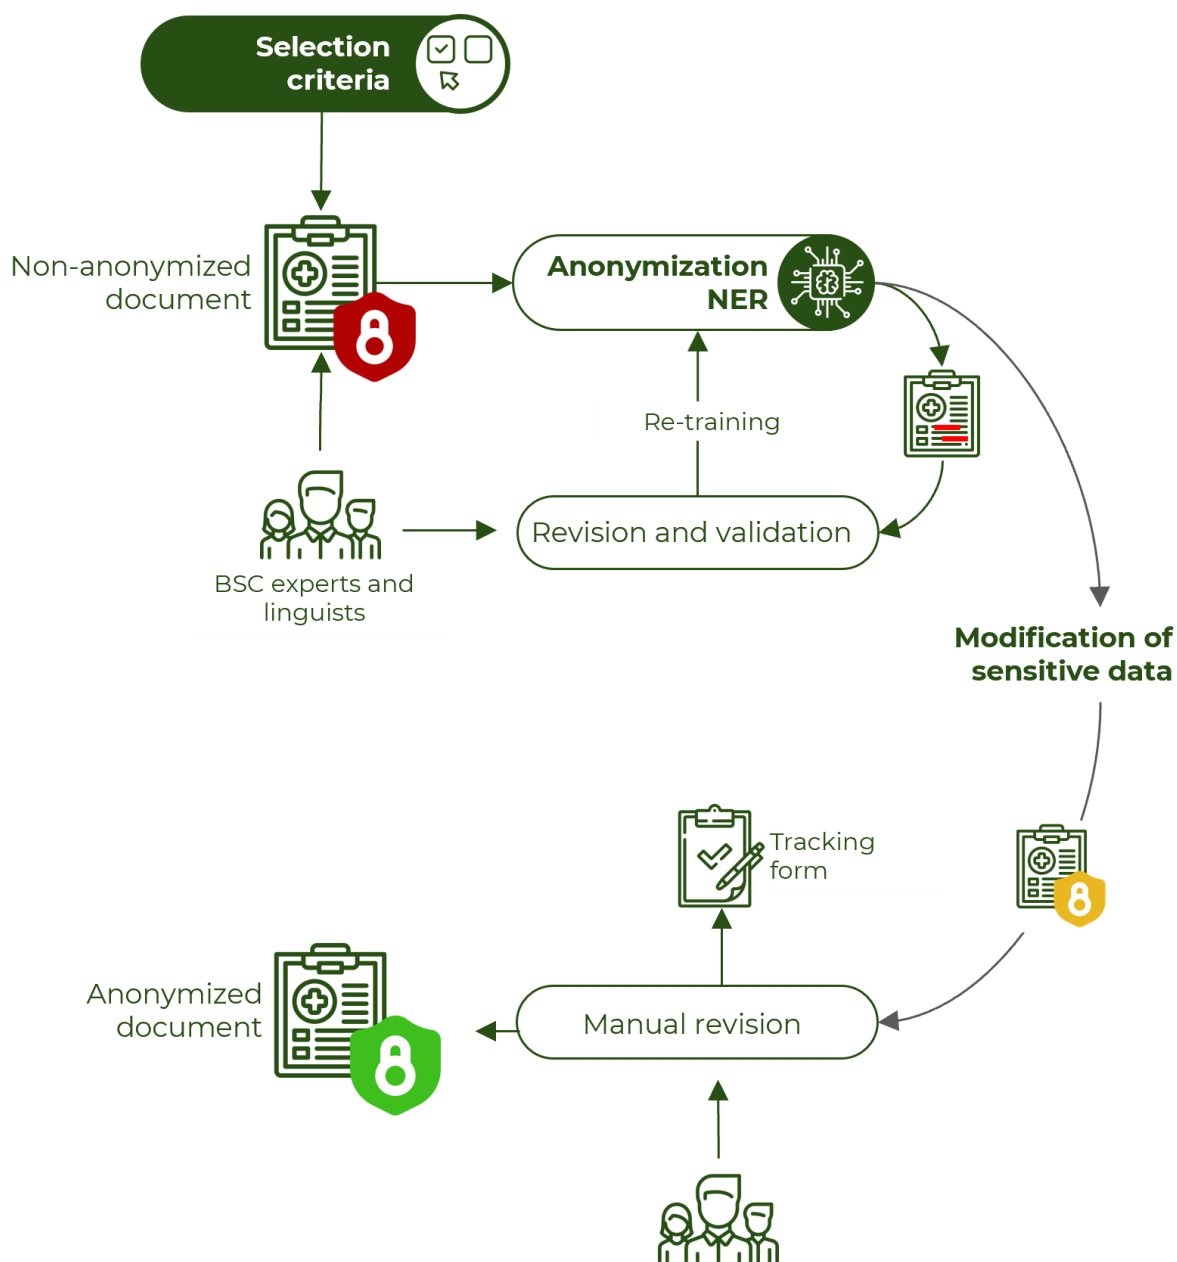 Selection
criteria
Non-anonymized
document
Anonymization
NER
Re-training
Revision and validation
BSC experts and
linguists
Modification of
sensitive data
Tracking
form
Anonymized
document
Manual revision